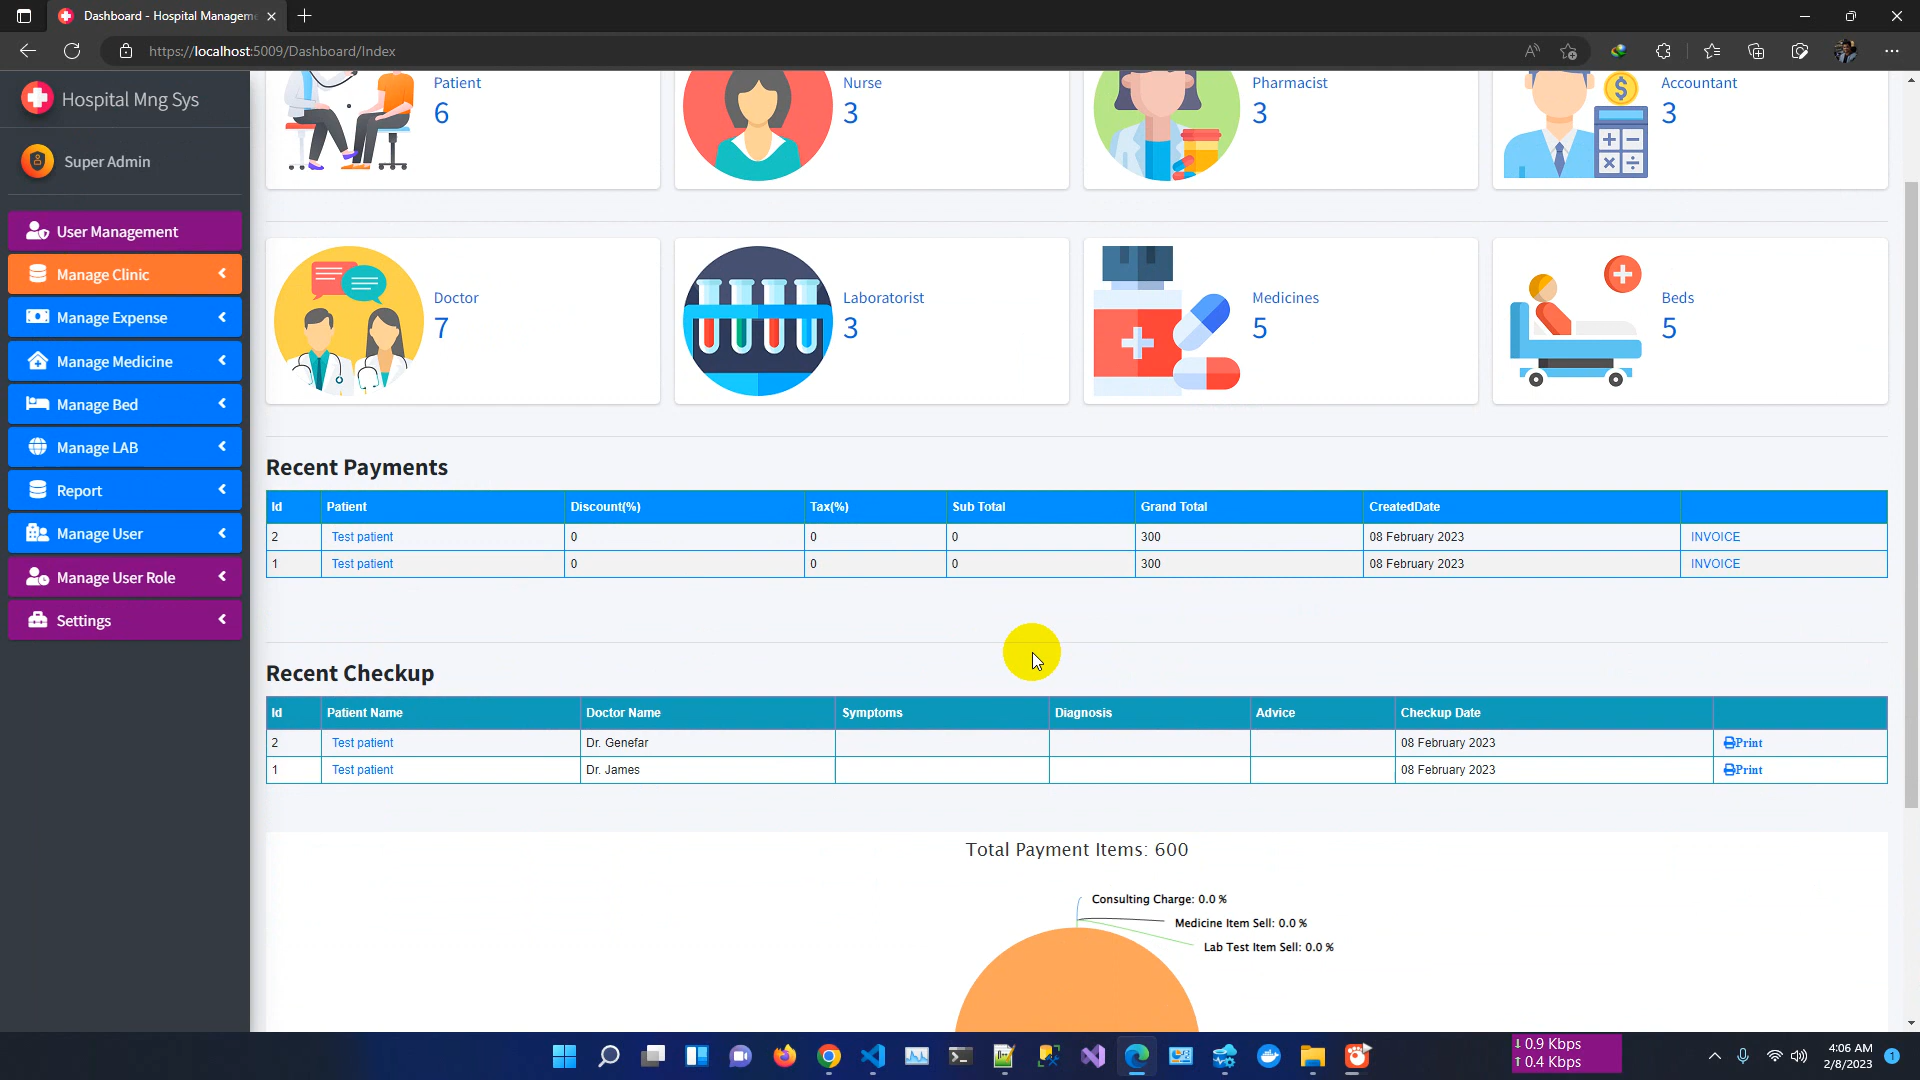 Dashboard - Hospital Managem
https://localhost:5009/Dashboard/Index
Hospital Mng Sys
Super Admin
User Management
Manage Clinic
Manage Expense
Manage Medicine
Manage Bed
Manage LAB
Report
Manage User
Manage User Role
Settings
Patient
6
Nurse
3
Pharmacist
3
Accountant
3
Doctor
7
Laboratorist
3
Medicines
5
Beds
5
Recent Payments
Id Patient Discount(%) Tax(%) Sub Total Grand Total CreatedDate
2 Test patient 0 0 0 300 08 February 2023 INVOICE
1 Test patient 0 0 0 300 08 February 2023 INVOICE
Recent Checkup
Id Patient Name Doctor Name Symptoms Diagnosis Advice Checkup Date
2 Test patient Dr. Genefar 08 February 2023 Print
1 Test patient Dr. James 08 February 2023 Print
Total Payment Items: 600
Consulting Charge: 0.0 %
Medicine Item Sell: 0.0 %
Lab Test Item Sell: 0.0 %
↓ 0.9 Kbps
↑ 0.4 Kbps
4:06 AM
2/8/2023
1